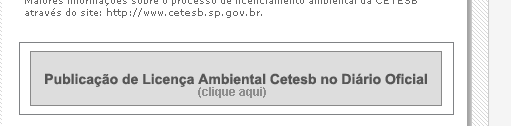 Maiores informações sobre o processo de licenciamento ambiental da CETESB
através do site: http://www.cetesb.sp.gov.br.
Publicação de Licença Ambiental Cetesb no Diário Oficial
(clique aqui)